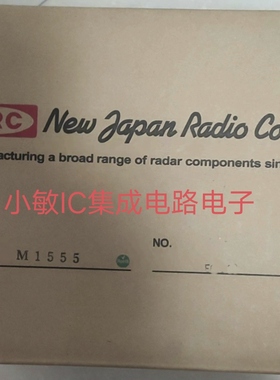 RC New Japan Radio Co
acturing a broad range of radar components sin
小敏IC集成电路电子
M1555 NO.